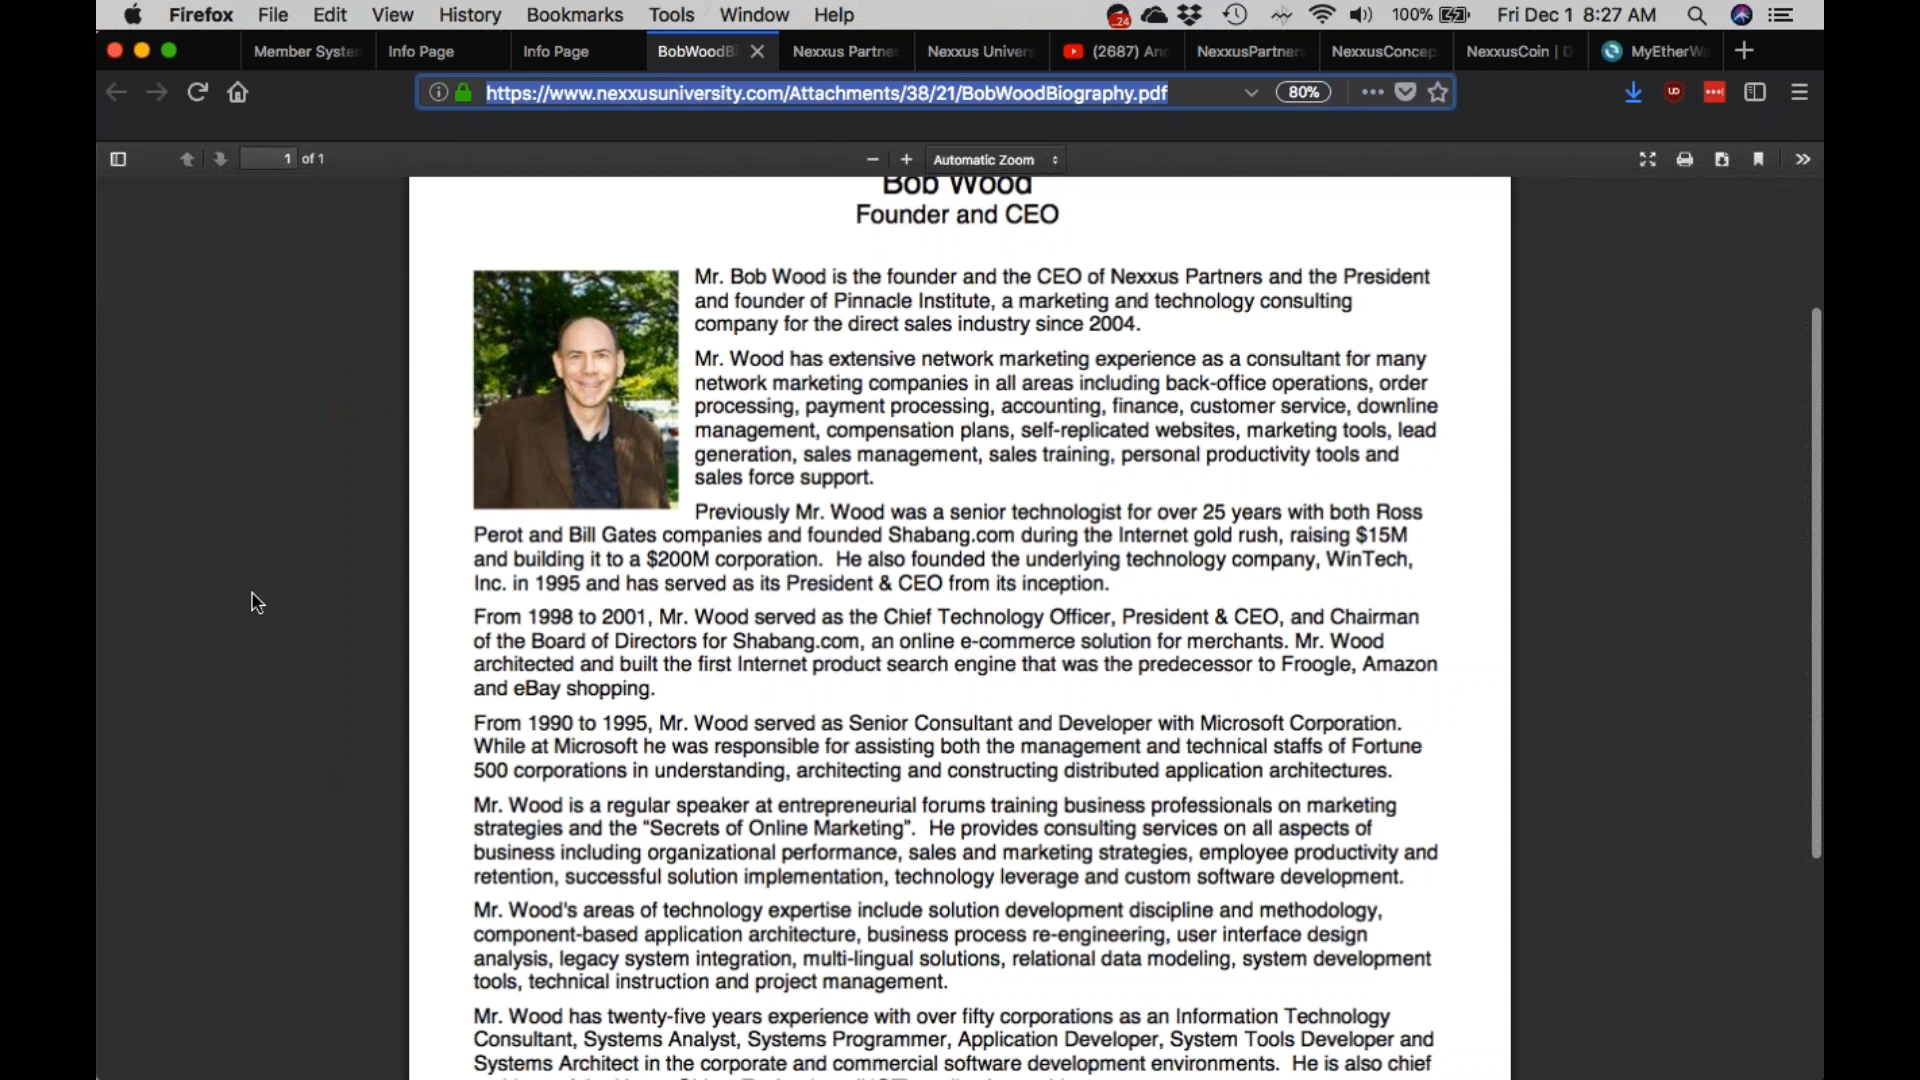 Firefox File Edit View History Bookmarks Tools Window Help 24 100% Fri Dec 1 8:27 AM
Member Syste Info Page Info Page BobWoodB Nexxus Partne Nexxus Univer (2687) An NexxusPartner NexxusConcep NexxusCoin | D MyEtherW
https://www.nexxusuniversity.com/Attachments/38/21/BobWoodBiography.pdf 80%
1 of 1 Automatic Zoom
Bob Wood
Founder and CEO
Mr. Bob Wood is the founder and the CEO of Nexxus Partners and the President
and founder of Pinnacle Institute, a marketing and technology consulting
company for the direct sales industry since 2004.
Mr. Wood has extensive network marketing experience as a consultant for many
network marketing companies in all areas including back-office operations, order
processing, payment processing, accounting, finance, customer service, downline
management, compensation plans, self-replicated websites, marketing tools, lead
generation, sales management, sales training, personal productivity tools and
sales force support.
Previously Mr. Wood was a senior technologist for over 25 years with both Ross
Perot and Bill Gates companies and founded Shabang.com during the Internet gold rush, raising $15M
and building it to a $200M corporation. He also founded the underlying technology company, WinTech,
Inc. in 1995 and has served as its President & CEO from its inception.
From 1998 to 2001, Mr. Wood served as the Chief Technology Officer, President & CEO, and Chairman
of the Board of Directors for Shabang.com, an online e-commerce solution for merchants. Mr. Wood
architected and built the first Internet product search engine that was the predecessor to Froogle, Amazon
and eBay shopping.
From 1990 to 1995, Mr. Wood served as Senior Consultant and Developer with Microsoft Corporation.
While at Microsoft he was responsible for assisting both the management and technical staffs of Fortune
500 corporations in understanding, architecting and constructing distributed application architectures.
Mr. Wood is a regular speaker at entrepreneurial forums training business professionals on marketing
strategies and the "Secrets of Online Marketing". He provides consulting services on all aspects of
business including organizational performance, sales and marketing strategies, employee productivity and
retention, successful solution implementation, technology leverage and custom software development.
Mr. Wood's areas of technology expertise include solution development discipline and methodology,
component-based application architecture, business process re-engineering, user interface design
analysis, legacy system integration, multi-lingual solutions, relational data modeling, system development
tools, technical instruction and project management.
Mr. Wood has twenty-five years experience with over fifty corporations as an Information Technology
Consultant, Systems Analyst, Systems Programmer, Application Developer, System Tools Developer and
Systems Architect in the corporate and commercial software development environments. He is also chief